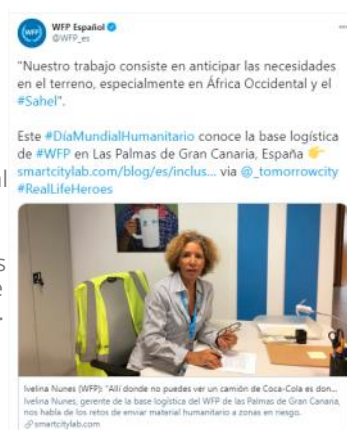 WFP Español
@WFP_es
"Nuestro trabajo consiste en anticipar las necesidades
en el terreno, especialmente en África Occidental y el
#Sahel".
Este #DíaMundialHumanitario conoce la base logística
de #WFP en Las Palmas de Gran Canaria, España 👉
smartcitylab.com/blog/es/inclus... via @_tomorrowcity
#RealLifeHeroes
Ivelina Nunes (WFP): "Allí donde no puedes ver un camión de Coca-Cola es don...
Ivelina Nunes, gerente de la base logística del WFP de las Palmas de Gran Canaria,
nos habla de los retos de enviar material humanitario a zonas en riesgo.
smartcitylab.com